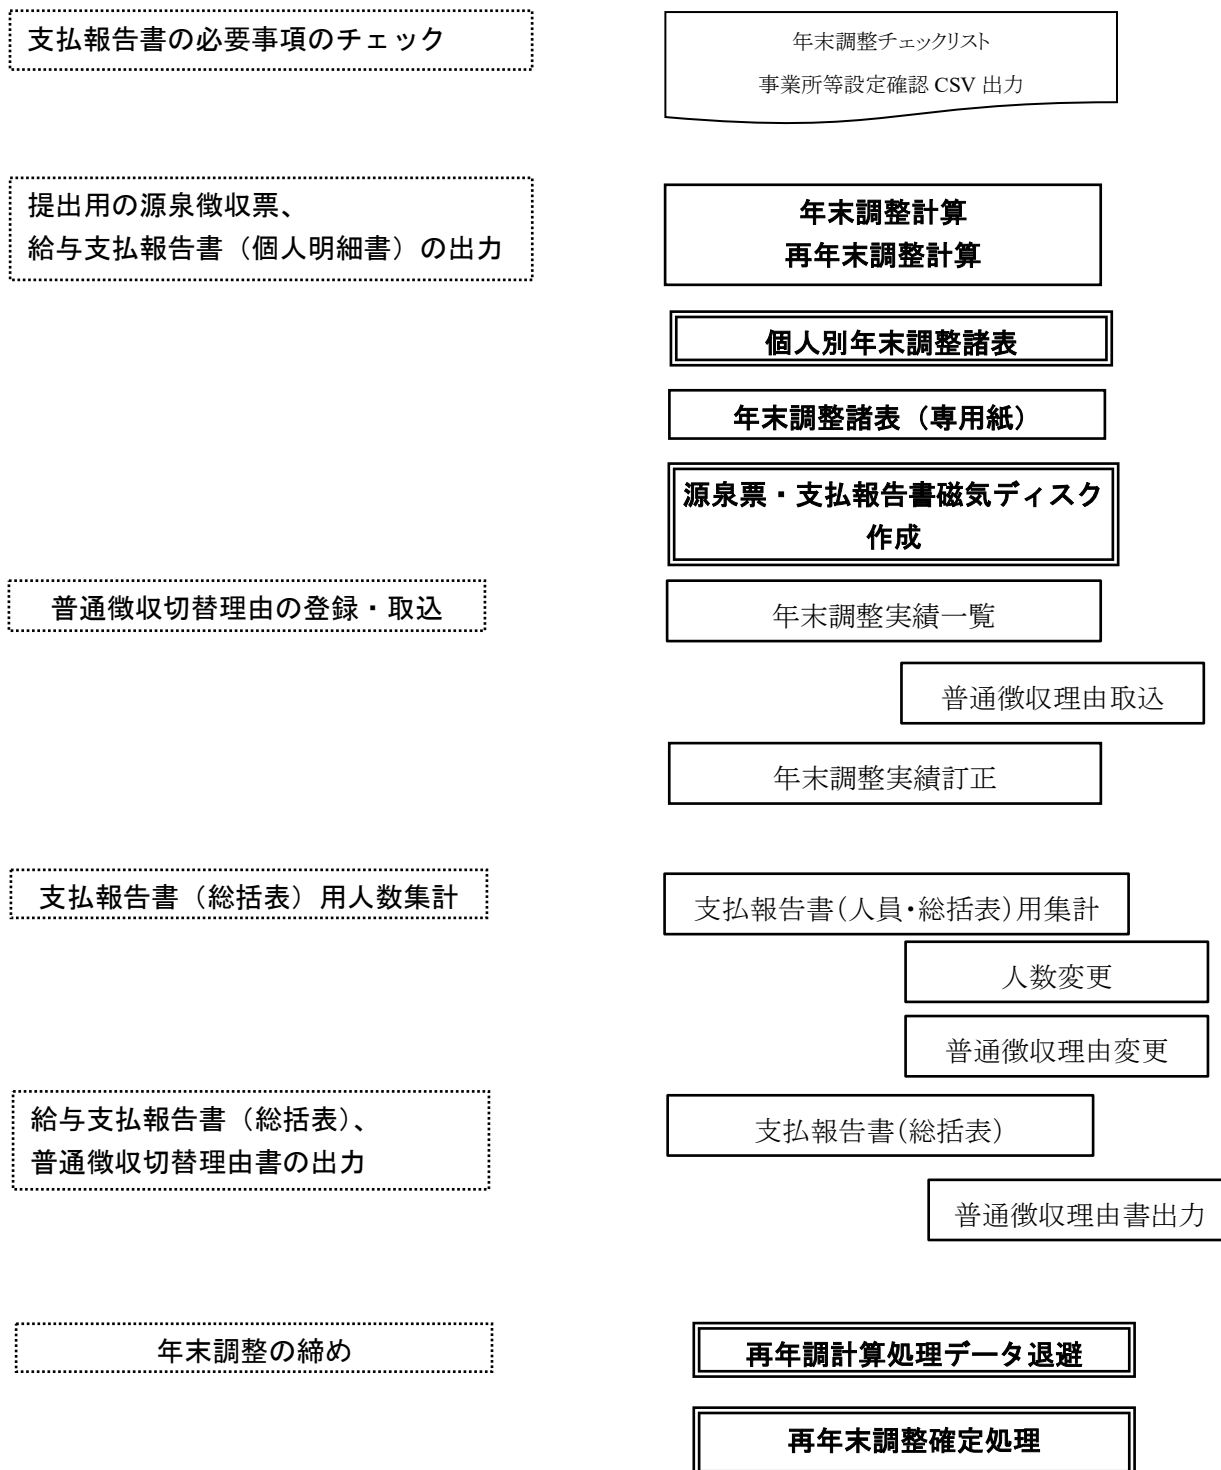 支払報告書の必要事項のチェック
年末調整チェックリスト
事業所等設定確認 CSV 出力
提出用の源泉徴収票、
給与支払報告書（個人明細書）の出力
年末調整計算
再年末調整計算
個人別年末調整諸表
年末調整諸表（専用紙）
源泉票・支払報告書磁気ディスク
作成
普通徴収切替理由の登録・取込
年末調整実績一覧
普通徴収理由取込
年末調整実績訂正
支払報告書（総括表）用人数集計
支払報告書(人員・総括表)用集計
人数変更
普通徴収理由変更
給与支払報告書（総括表）、
普通徴収切替理由書の出力
支払報告書(総括表)
普通徴収理由書出力
年末調整の締め
再年調計算処理データ退避
再年末調整確定処理